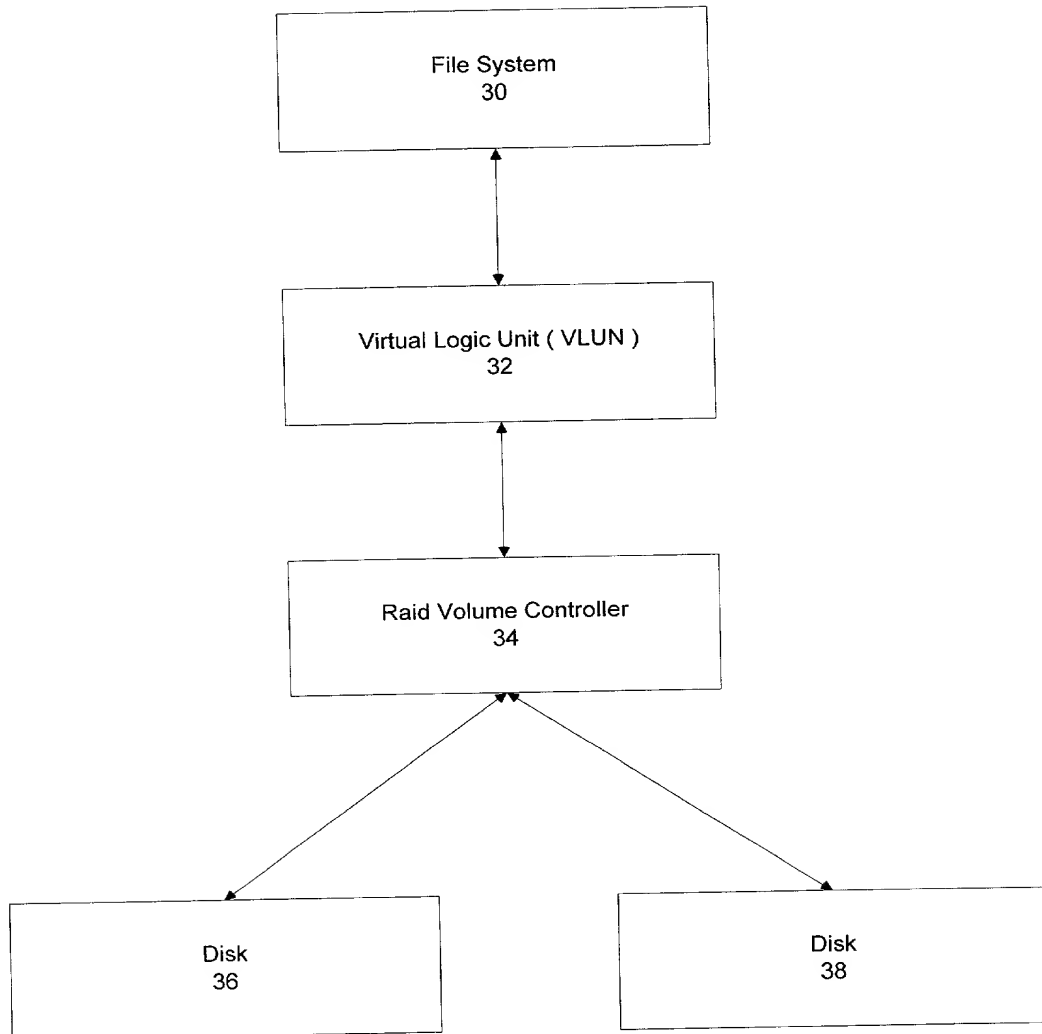 File System
30
Virtual Logic Unit ( VLUN )
32
Raid Volume Controller
34
Disk
36
Disk
38